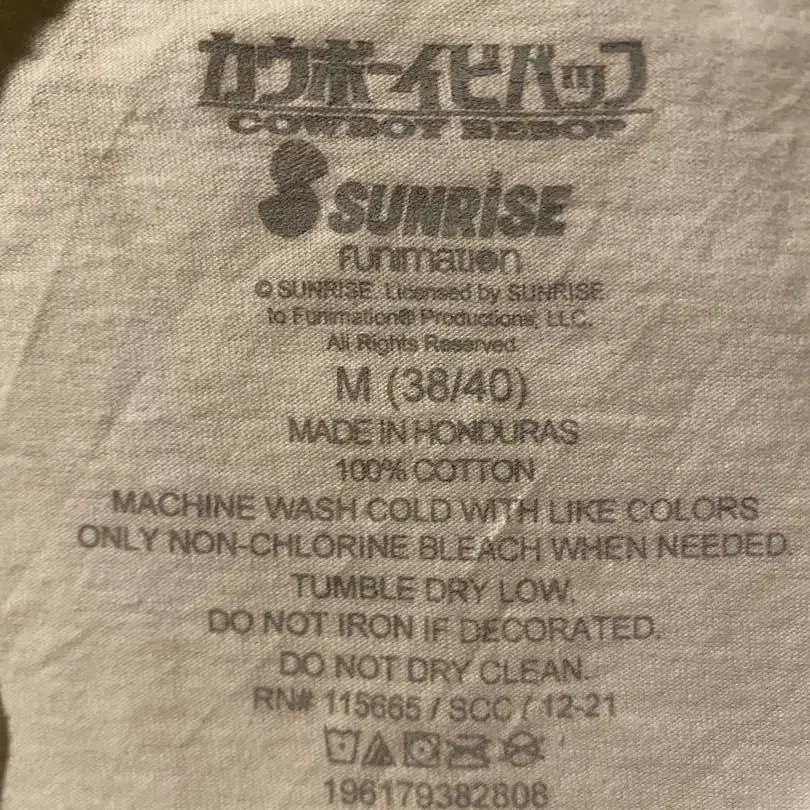 カウボーイビバップ
COWBOY BEBOP
SUNRISE
FUNimation
© SUNRISE. Licensed by SUNRISE
to Funimation® Productions, LLC.
All Rights Reserved.
M (38/40)
MADE IN HONDURAS
100% COTTON
MACHINE WASH COLD WITH LIKE COLORS
ONLY NON-CHLORINE BLEACH WHEN NEEDED.
TUMBLE DRY LOW.
DO NOT IRON IF DECORATED.
DO NOT DRY CLEAN.
RN# 115665 / SCC / 12-21
196179382808